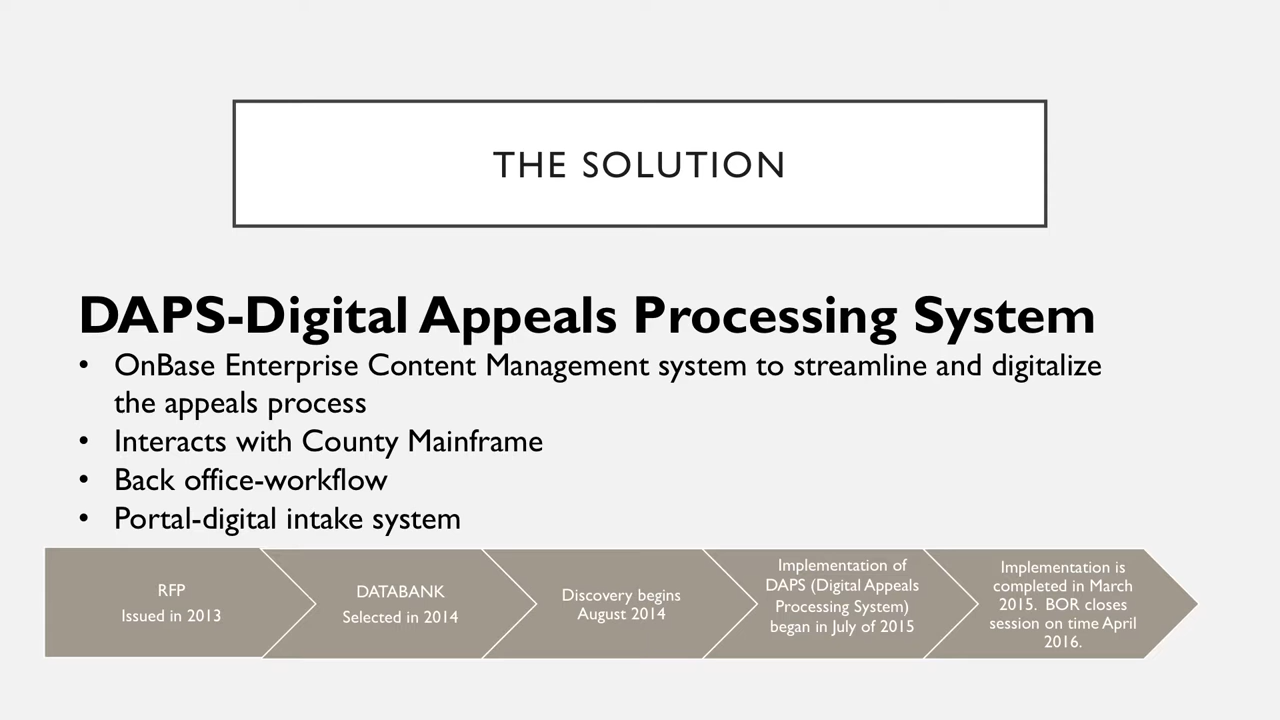 THE SOLUTION
DAPS-Digital Appeals Processing System
• OnBase Enterprise Content Management system to streamline and digitalize
the appeals process
• Interacts with County Mainframe
• Back office-workflow
• Portal-digital intake system
RFP
Issued in 2013
DATABANK
Selected in 2014
Discovery begins
August 2014
Implementation of
DAPS (Digital Appeals
Processing System)
began in July of 2015
Implementation is
completed in March
2015. BOR closes
session on time April
2016.